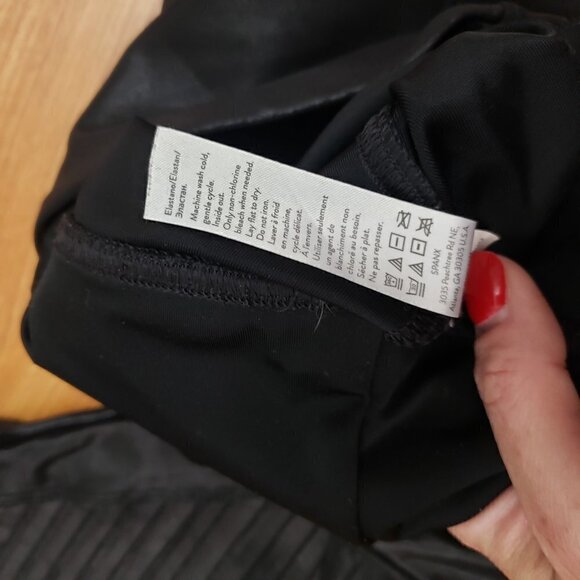 Elastano/Elastan/
Эластан.
Machine wash cold,
gentle cycle.
Inside out.
Only non-chlorine
bleach when needed.
Lay flat to dry.
Do not iron.
Laver à froid
en machine,
cycle délicat.
À l'envers.
Utiliser seulement
un agent de
blanchiment non
chloré au besoin.
Sécher à plat.
Ne pas repasser.
SPANX
3035 Peachtree Rd NE,
Atlanta, GA 30305 U.S.A